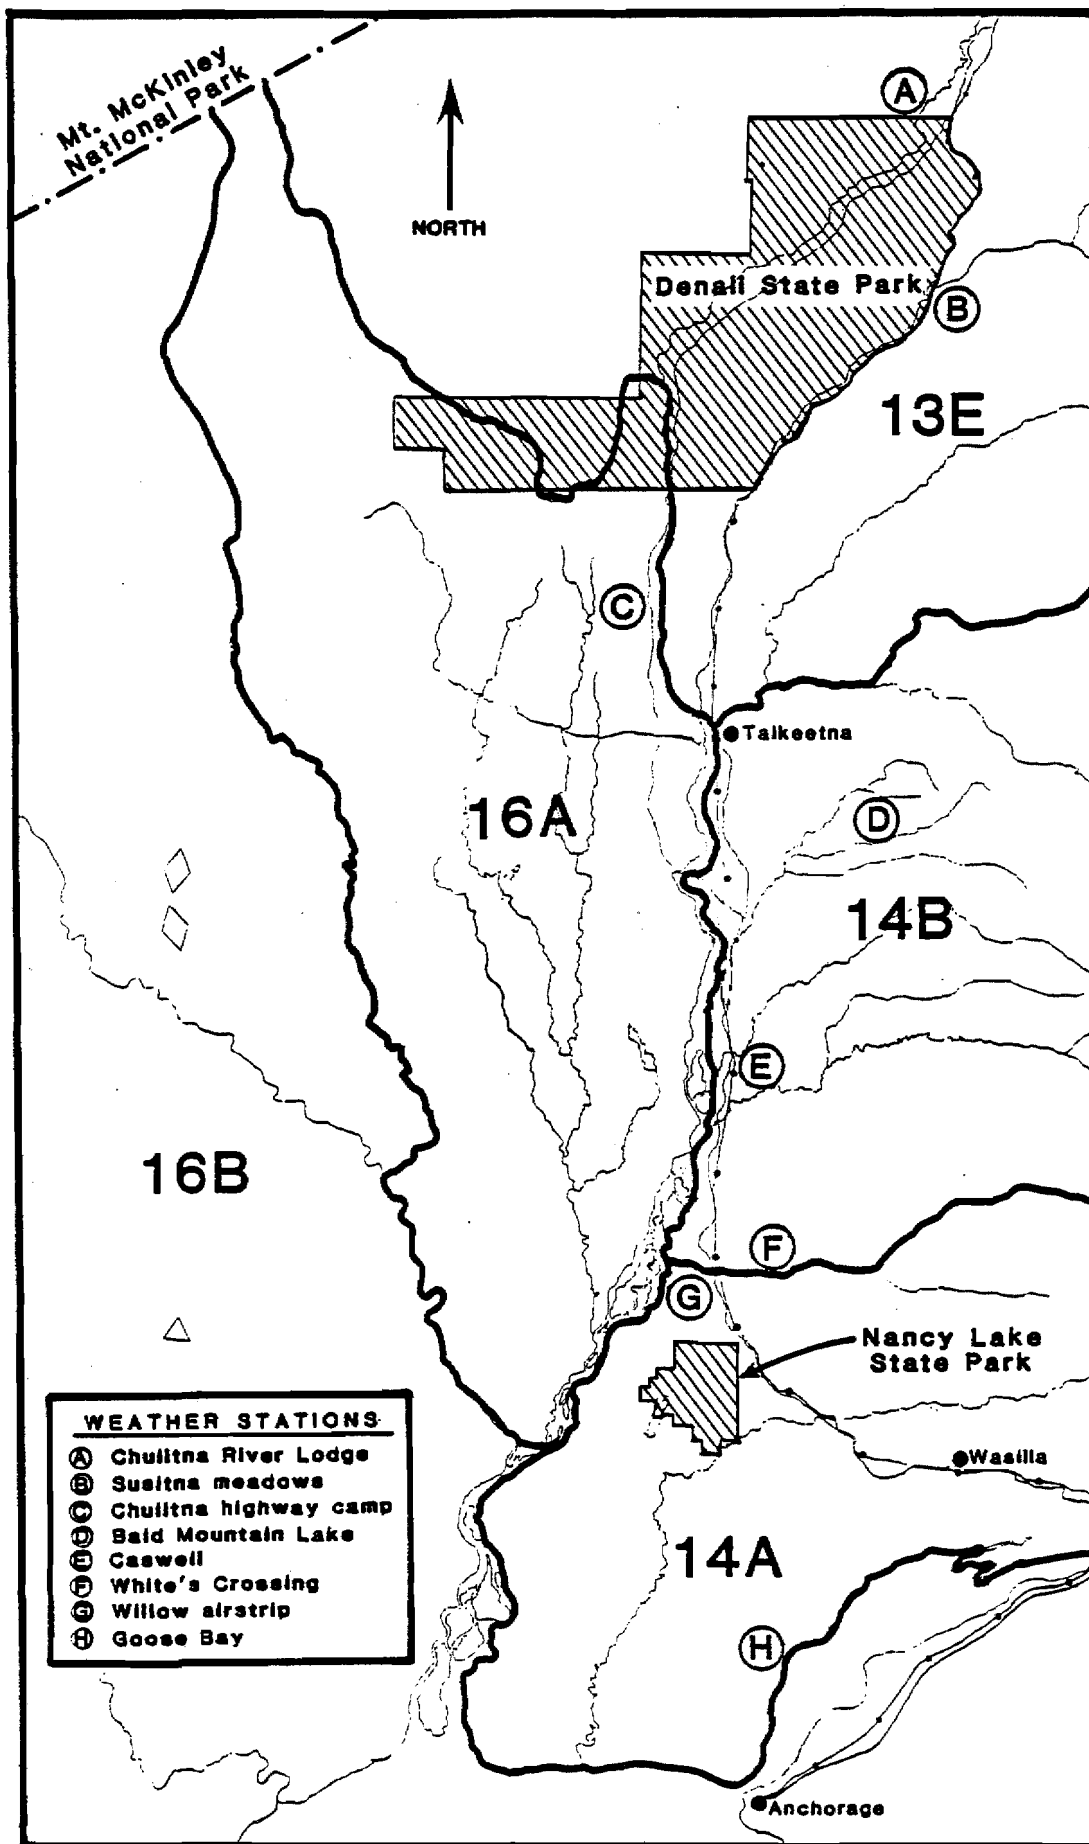 Mt. McKinley
National Park
A
NORTH
Denali State Park
B
13E
C
Talkeetna
16A
D
14B
E
16B
F
G
Nancy Lake
State Park
WEATHER STATIONS
A Chulitna River Lodge
B Susitna meadows
C Chulitna highway camp
D Bald Mountain Lake
E Caswell
F White's Crossing
G Willow airstrip
H Goose Bay
Wasilla
14A
H
Anchorage